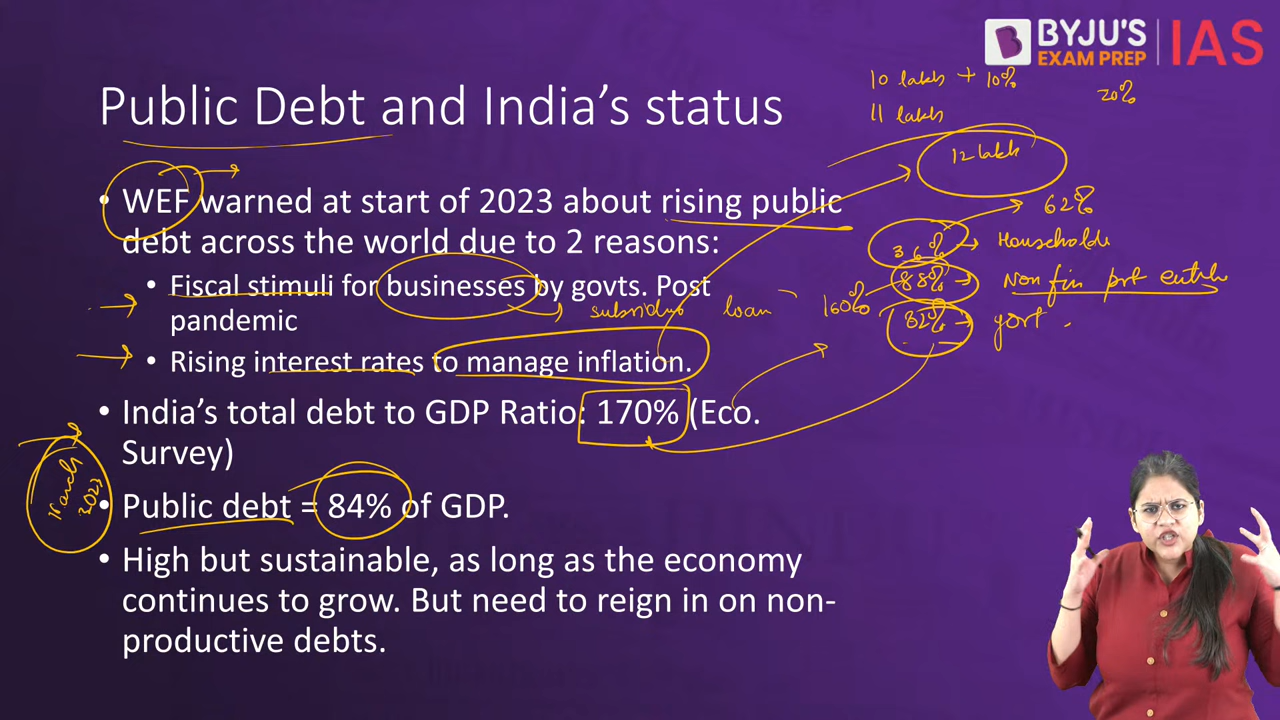 BYJU'S
EXAM PREP
IAS
10 lakh + 10%
20%
11 lakh
12 lakh
Public Debt and India's status
• WEF warned at start of 2023 about rising public
debt across the world due to 2 reasons:
• Fiscal stimuli for businesses by govts. Post
pandemic
• Rising interest rates to manage inflation.
• India's total debt to GDP Ratio: 170% (Eco.
Survey)
• Public debt = 84% of GDP.
• High but sustainable, as long as the economy
continues to grow. But need to reign in on non-
productive debts.
62%
36% → Households
88% → Non fin pvt
160%
82% → govt
loan
March
2023